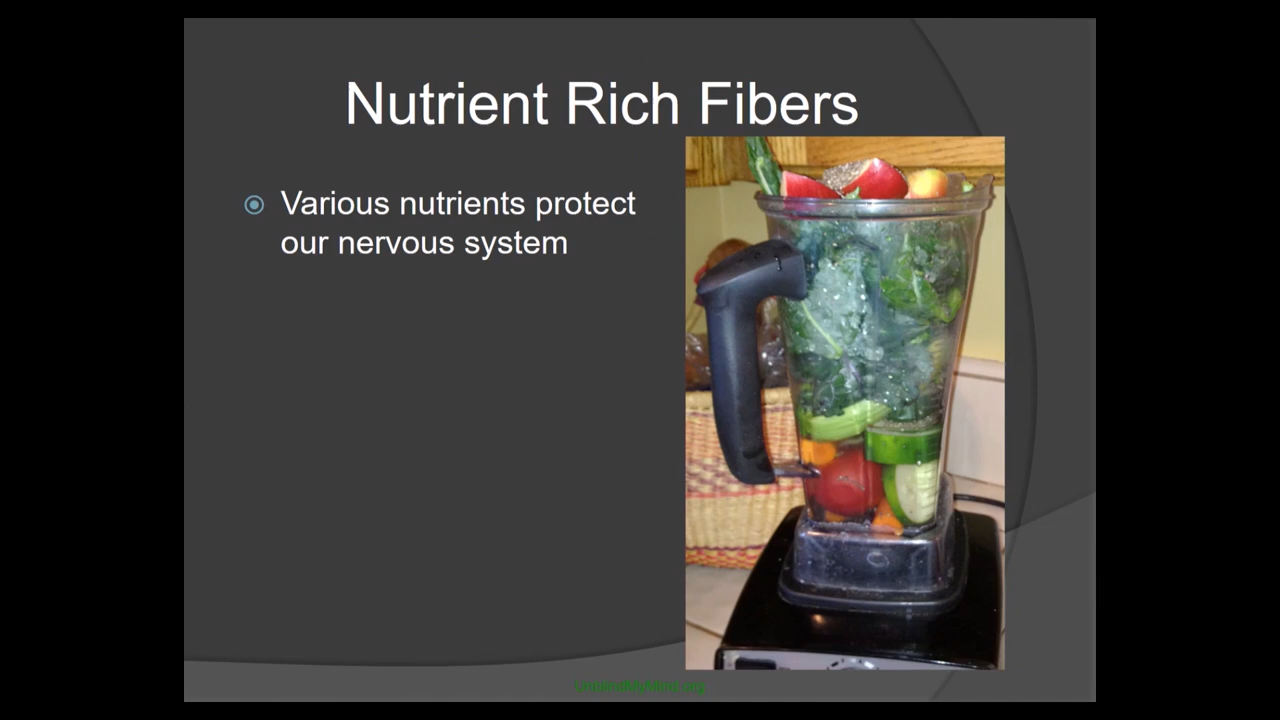 Nutrient Rich Fibers
Various nutrients protect
our nervous system